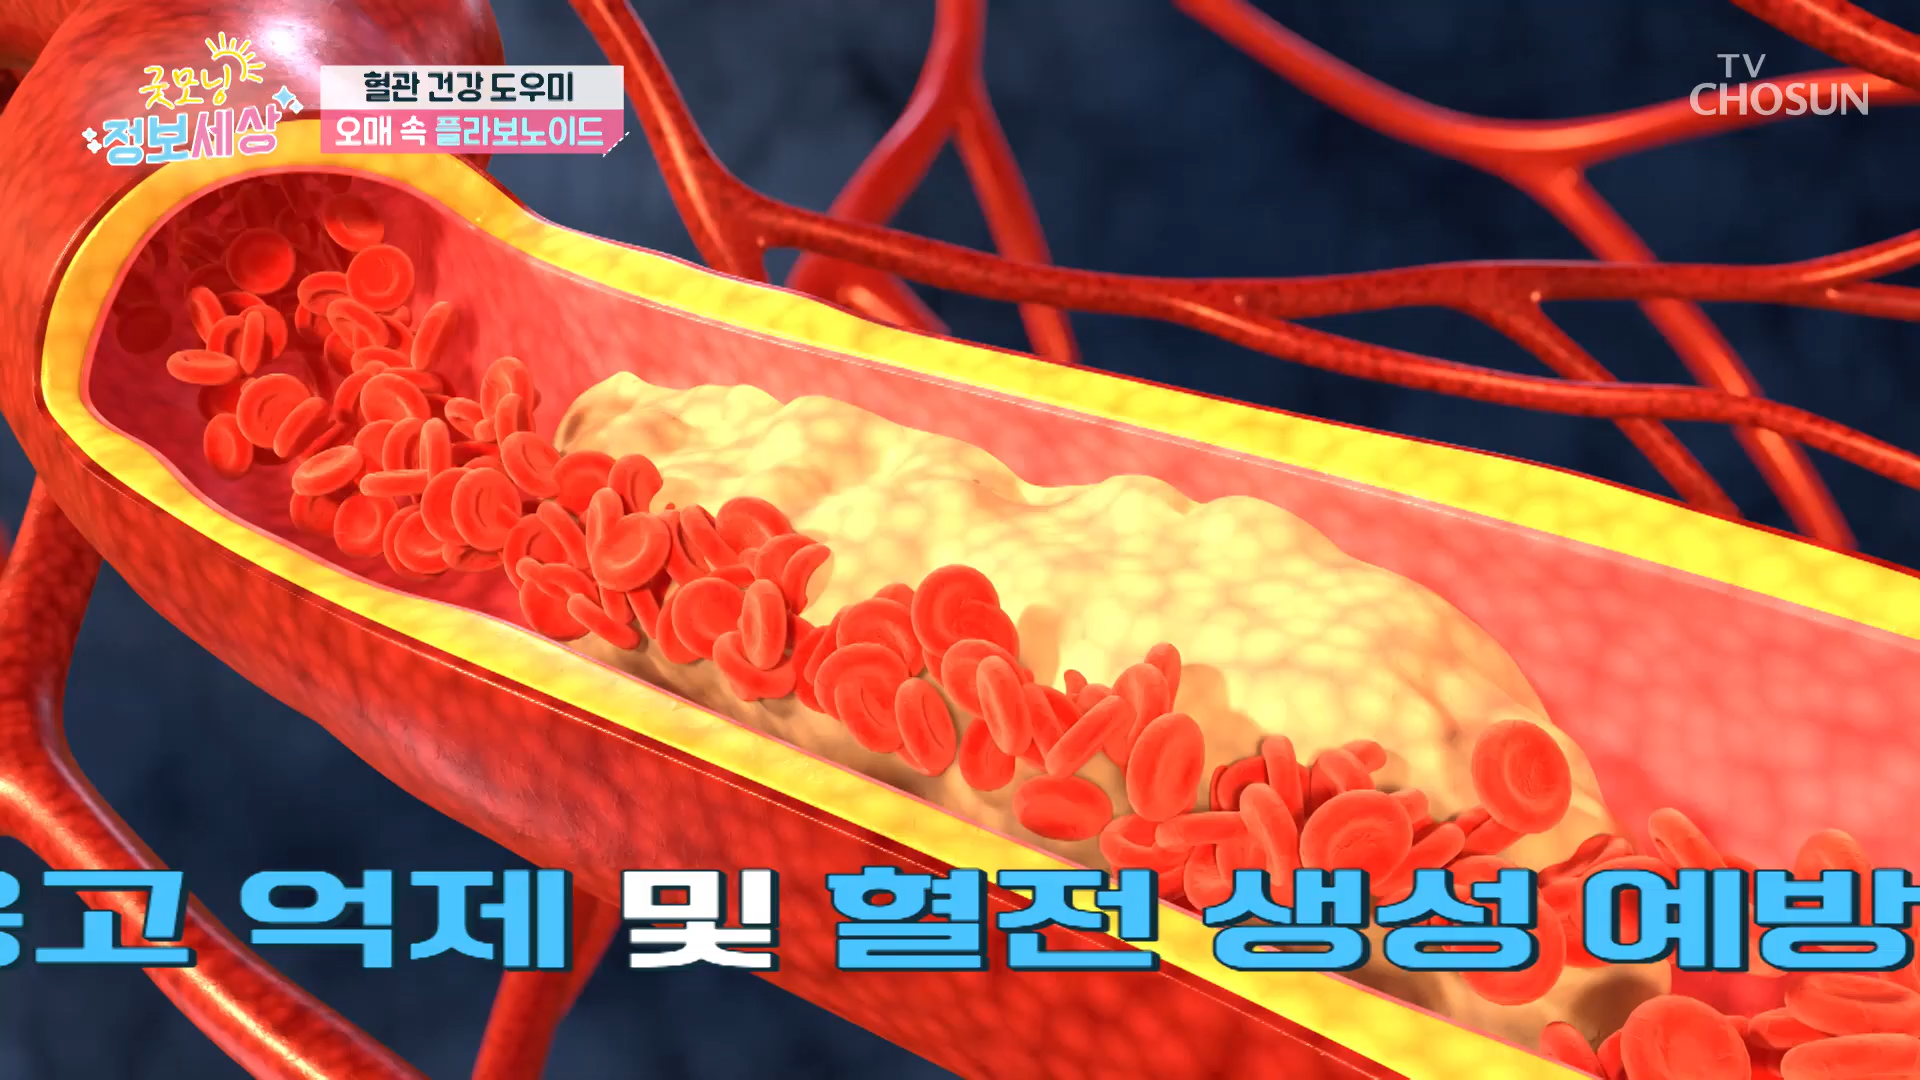 굿모닝
정보세상
혈관 건강 도우미
오매 속 플라보노이드
TV
CHOSUN
고 억제 및 혈전 생성 예방